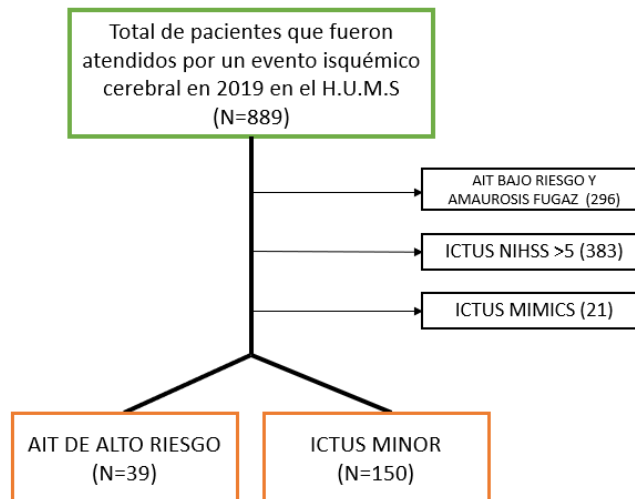 Total de pacientes que fueron
atendidos por un evento isquémico
cerebral en 2019 en el H.U.M.S
(N=889)
AIT BAJO RIESGO Y
AMAUROSIS FUGAZ (296)
ICTUS NIHSS >5 (383)
ICTUS MIMICS (21)
AIT DE ALTO RIESGO
(N=39)
ICTUS MINOR
(N=150)